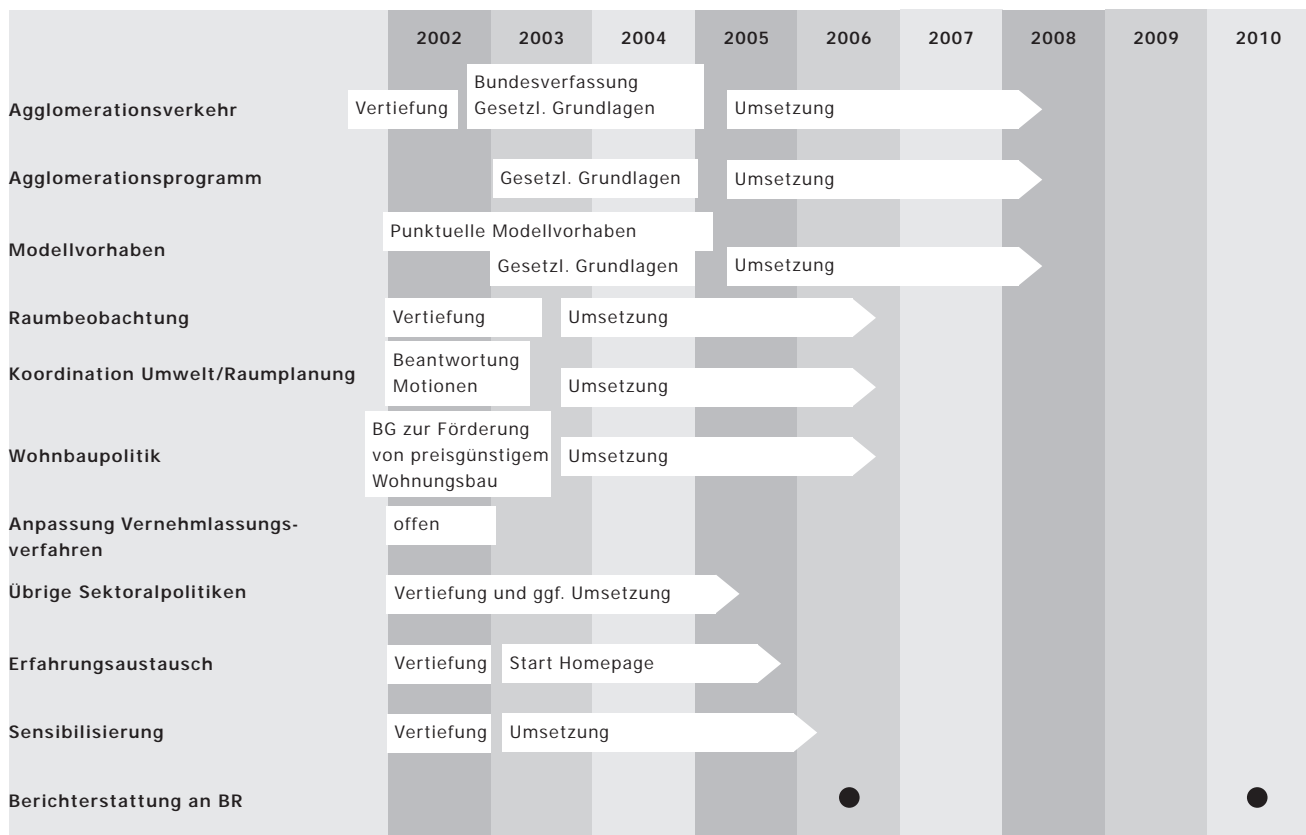 2002 2003 2004 2005 2006 2007 2008 2009 2010
Agglomerationsverkehr
Vertiefung
Bundesverfassung
Gesetzl. Grundlagen
Umsetzung
Agglomerationsprogramm
Gesetzl. Grundlagen
Umsetzung
Modellvorhaben
Punktuelle Modellvorhaben
Gesetzl. Grundlagen
Umsetzung
Raumbeobachtung
Vertiefung
Umsetzung
Koordination Umwelt/Raumplanung
Beantwortung
Motionen
Umsetzung
Wohnbaupolitik
BG zur Förderung
von preisgünstigem
Wohnungsbau
Umsetzung
Anpassung Vernehmlassungs-
verfahren
offen
Übrige Sektoralpolitiken
Vertiefung und ggf. Umsetzung
Erfahrungsaustausch
Vertiefung
Start Homepage
Sensibilisierung
Vertiefung
Umsetzung
Berichterstattung an BR